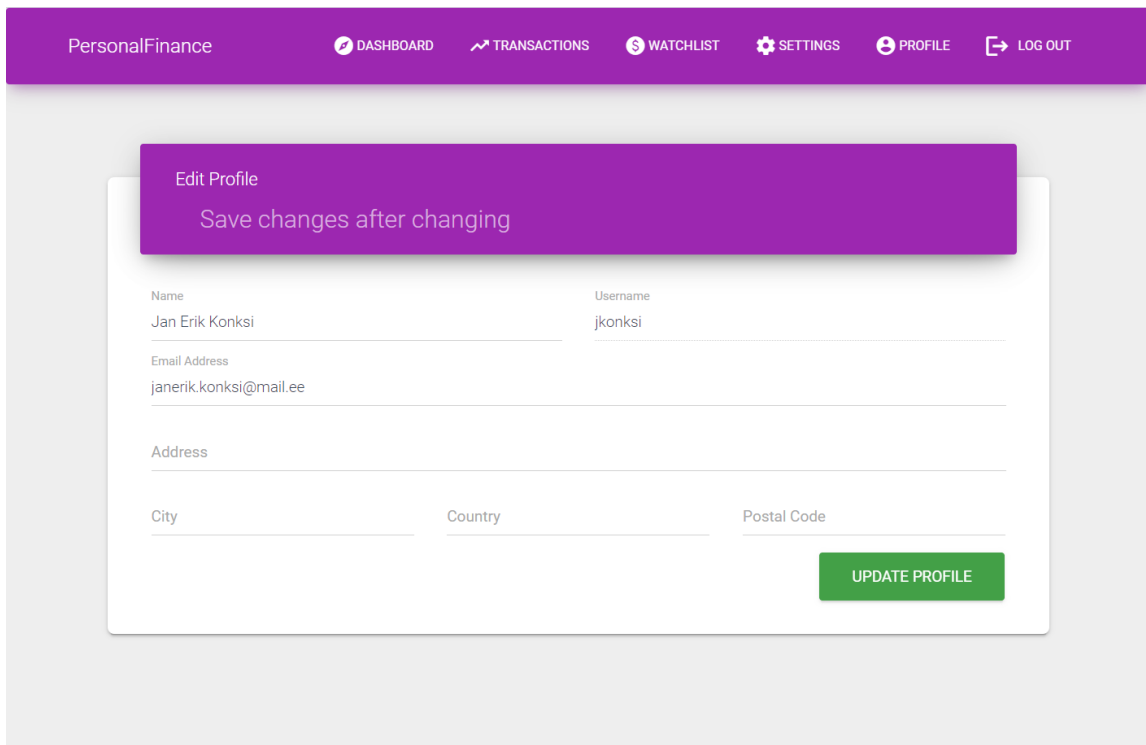 PersonalFinance DASHBOARD TRANSACTIONS WATCHLIST SETTINGS PROFILE LOG OUT
Edit Profile
Save changes after changing
Name Username
Jan Erik Konksi jkonksi
Email Address
janerik.konksi@mail.ee
Address
City Country Postal Code
UPDATE PROFILE